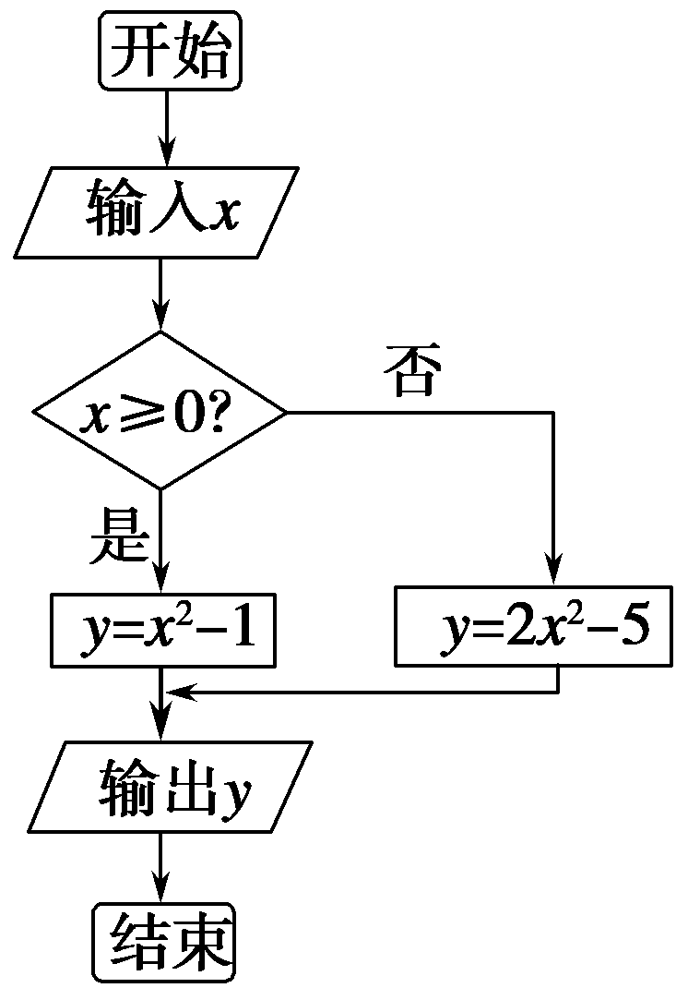 开始
输入x
x≥0?
否
是
y=x²-1
y=2x²-5
输出y
结束